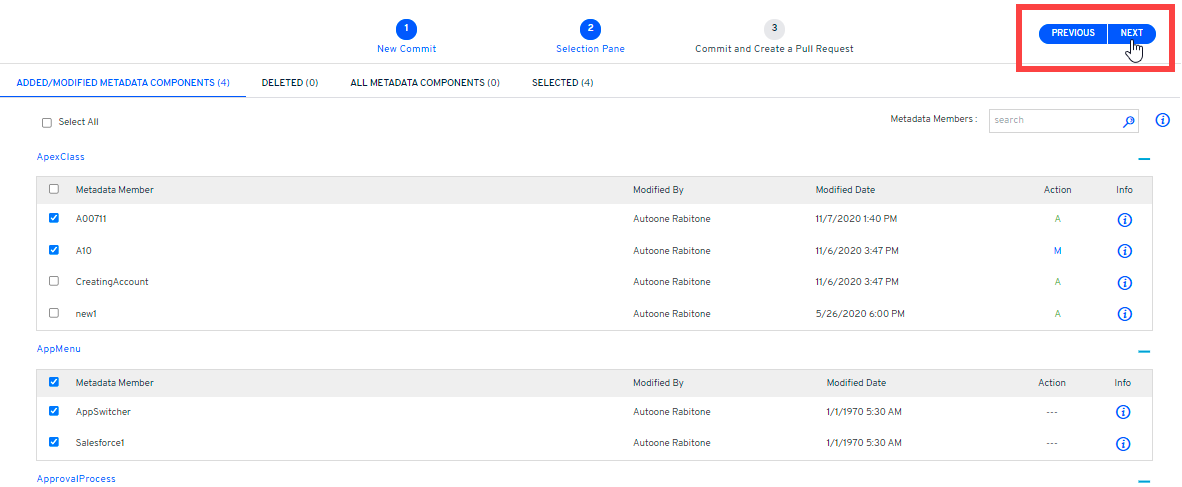 1 2 3 PREVIOUS NEXT
New Commit Selection Pane Commit and Create a Pull Request
ADDED/MODIFIED METADATA COMPONENTS (4) DELETED (0) ALL METADATA COMPONENTS (0) SELECTED (4)
Select All Metadata Members : search
ApexClass
Metadata Member Modified By Modified Date Action Info
A00711 Autoone Rabitone 11/7/2020 1:40 PM A
A10 Autoone Rabitone 11/6/2020 3:47 PM M
CreatingAccount Autoone Rabitone 11/6/2020 3:47 PM A
new1 Autoone Rabitone 5/26/2020 6:00 PM A
AppMenu
Metadata Member Modified By Modified Date Action Info
AppSwitcher Autoone Rabitone 1/1/1970 5:30 AM ---
Salesforce1 Autoone Rabitone 1/1/1970 5:30 AM ---
ApprovalProcess